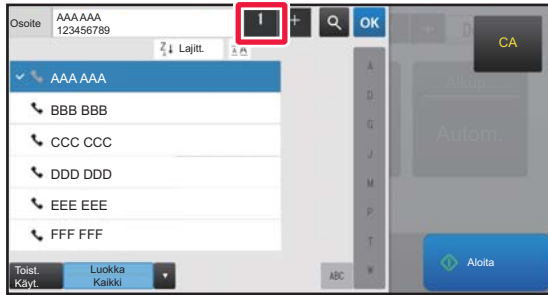 Osoite
AAA AAA
123456789
1
+
OK
CA
Lajitt.
AAA AAA
BBB BBB
CCC CCC
DDD DDD
EEE EEE
FFF FFF
A
D
G
J
M
P
T
W
Autom.
Toist.
Käyt.
Luokka
Kaikki
ABC
Aloita